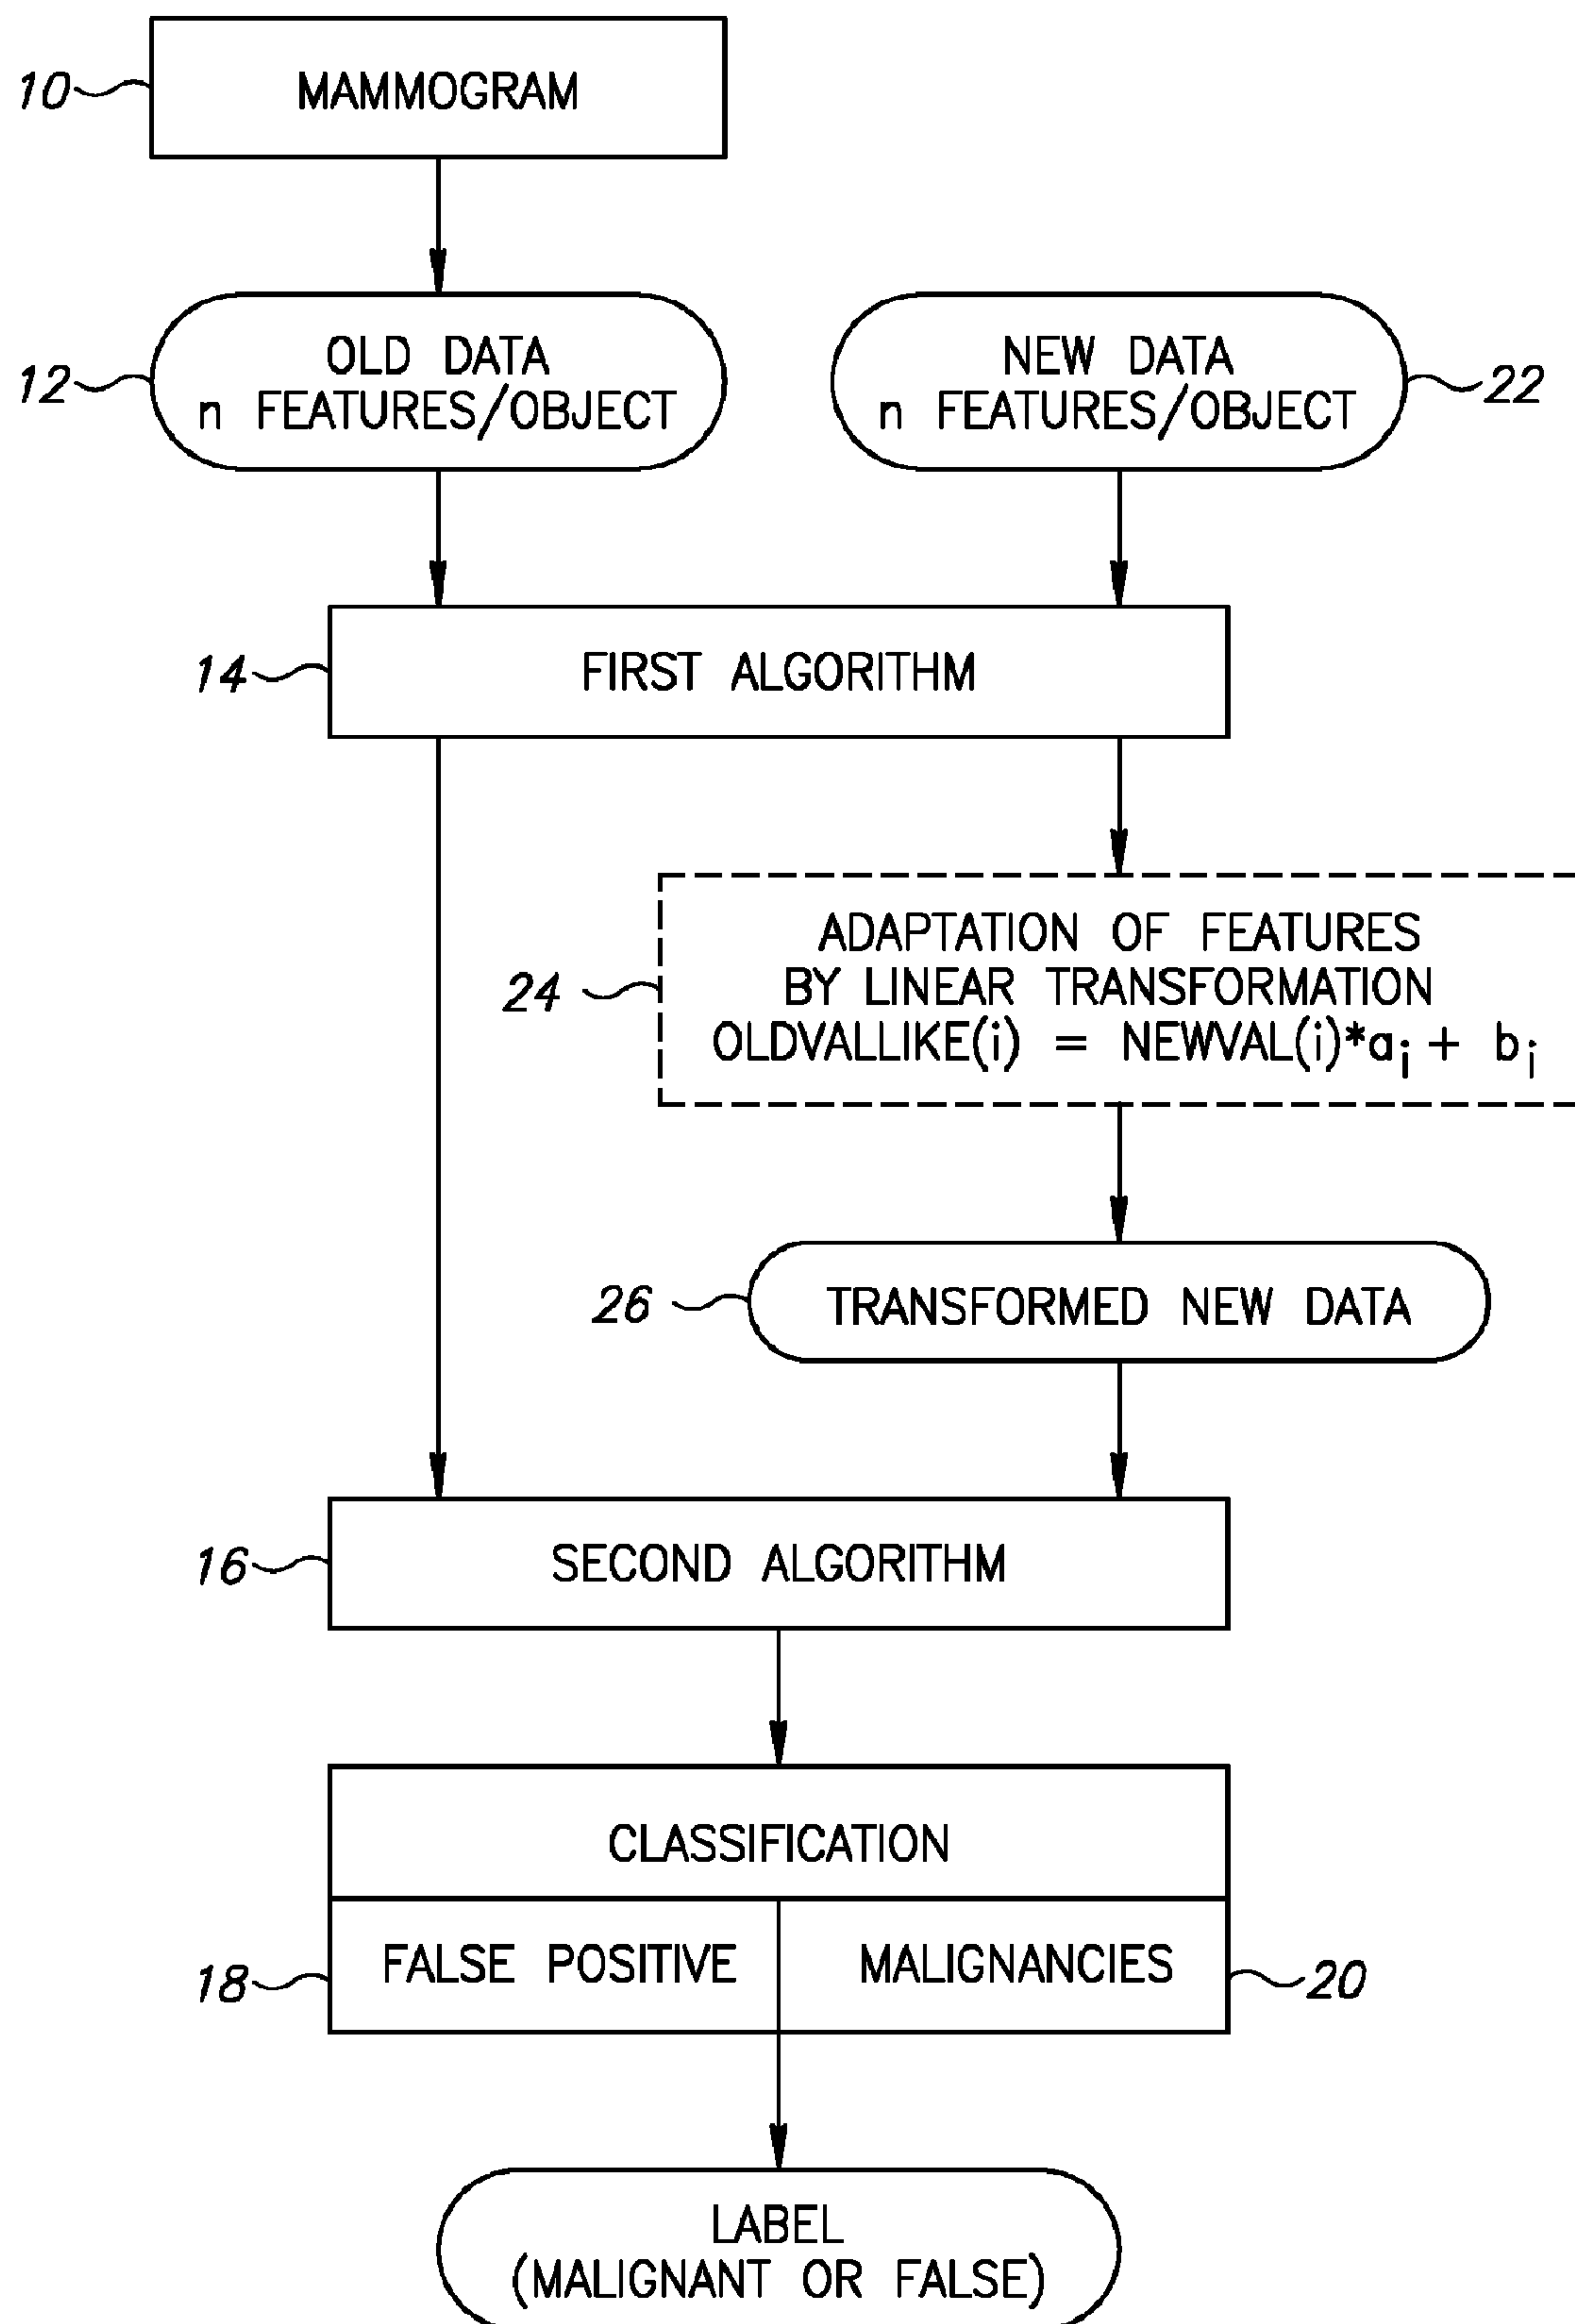 10
MAMMOGRAM
12
OLD DATA
n FEATURES/OBJECT
NEW DATA
n FEATURES/OBJECT
22
14
FIRST ALGORITHM
24
ADAPTATION OF FEATURES
BY LINEAR TRANSFORMATION
OLDVALLIKE(i) = NEWVAL(i)*ai + bi
26
TRANSFORMED NEW DATA
16
SECOND ALGORITHM
CLASSIFICATION
18
FALSE POSITIVE
MALIGNANCIES
20
LABEL
(MALIGNANT OR FALSE)